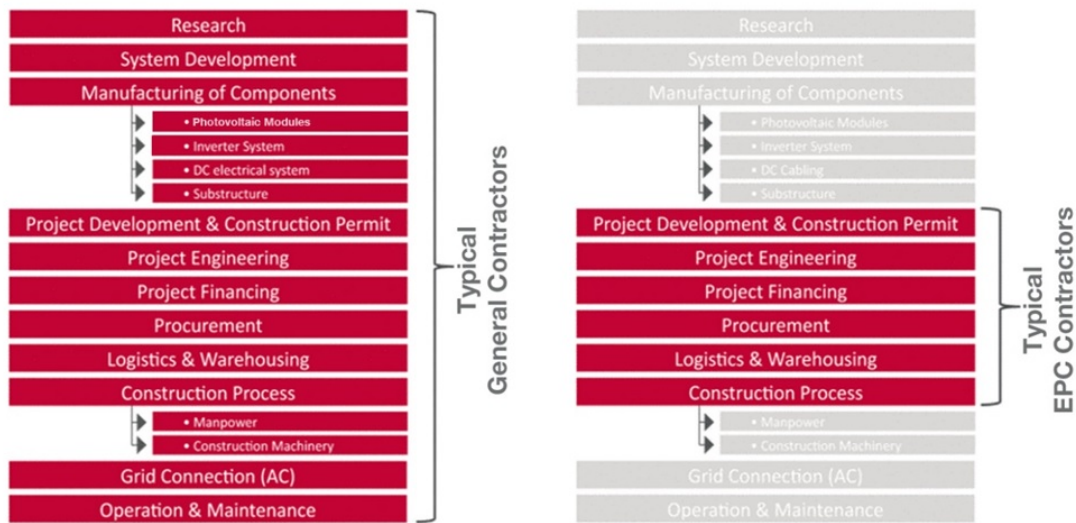 Research
System Development
Manufacturing of Components
• Photovoltaic Modules
• Inverter System
• DC electrical system
• Substructure
Project Development & Construction Permit
Project Engineering
Project Financing
Procurement
Logistics & Warehousing
Construction Process
• Manpower
• Construction Machinery
Grid Connection (AC)
Operation & Maintenance
Typical
General Contractors
Research
System Development
Manufacturing of Components
• Photovoltaic Modules
• Inverter System
• DC Cabling
• Substructure
Project Development & Construction Permit
Project Engineering
Project Financing
Procurement
Logistics & Warehousing
Construction Process
• Manpower
• Construction Machinery
Grid Connection (AC)
Operation & Maintenance
Typical
EPC Contractors